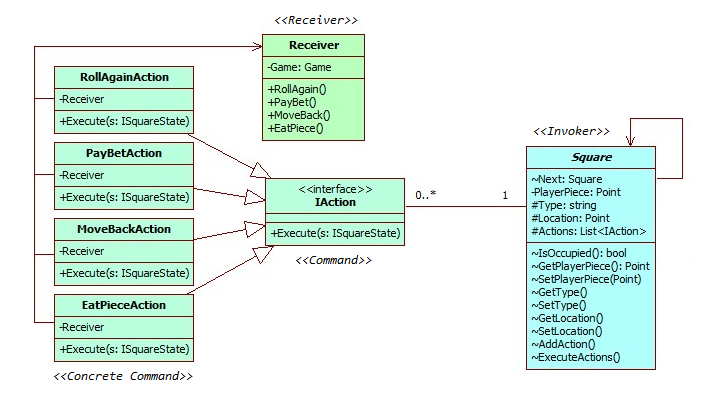 <<Receiver>>
Receiver
-Game: Game
+RollAgain()
+PayBet()
+MoveBack()
+EatPiece()
RollAgainAction
-Receiver
+Execute(s: ISquareState)
PayBetAction
-Receiver
+Execute(s: ISquareState)
MoveBackAction
-Receiver
+Execute(s: ISquareState)
EatPieceAction
-Receiver
+Execute(s: ISquareState)
<<Concrete Command>>
<<interface>>
IAction
+Execute(s: ISquareState)
<<Command>>
0..*
1
<<Invoker>>
Square
~Next: Square
-PlayerPiece: Point
#Type: string
#Location: Point
#Actions: List<IAction>
~IsOccupied(): bool
~GetPlayerPiece(): Point
~SetPlayerPiece(Point)
~GetType()
~SetType()
~GetLocation()
~SetLocation()
~AddAction()
~ExecuteActions()